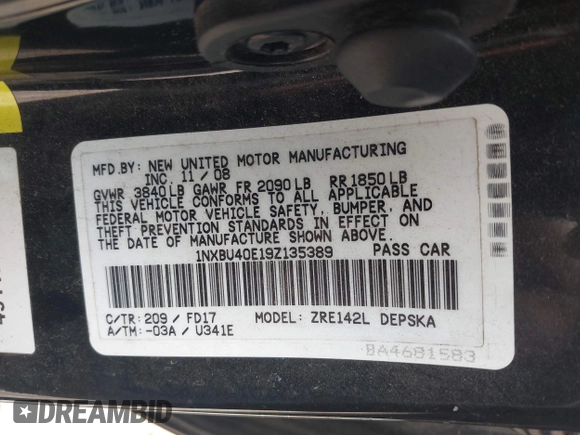 MFD.BY: NEW UNITED MOTOR MANUFACTURING
INC. 11 / 08
GVWR 3840 LB GAWR FR 2090 LB RR 1850 LB
THIS VEHICLE CONFORMS TO ALL APPLICABLE
FEDERAL MOTOR VEHICLE SAFETY, BUMPER, AND
THEFT PREVENTION STANDARDS IN EFFECT ON
THE DATE OF MANUFACTURE SHOWN ABOVE.
1NXBU40E19Z135389 PASS CAR
C/TR: 209 / FD17 MODEL: ZRE142L DEPSKA
A/TM: -03A / U341E
BA4681583
DREAMBID